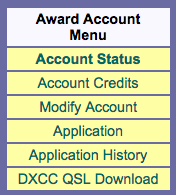 Award Account
Menu
Account Status
Account Credits
Modify Account
Application
Application History
DXCC QSL Download